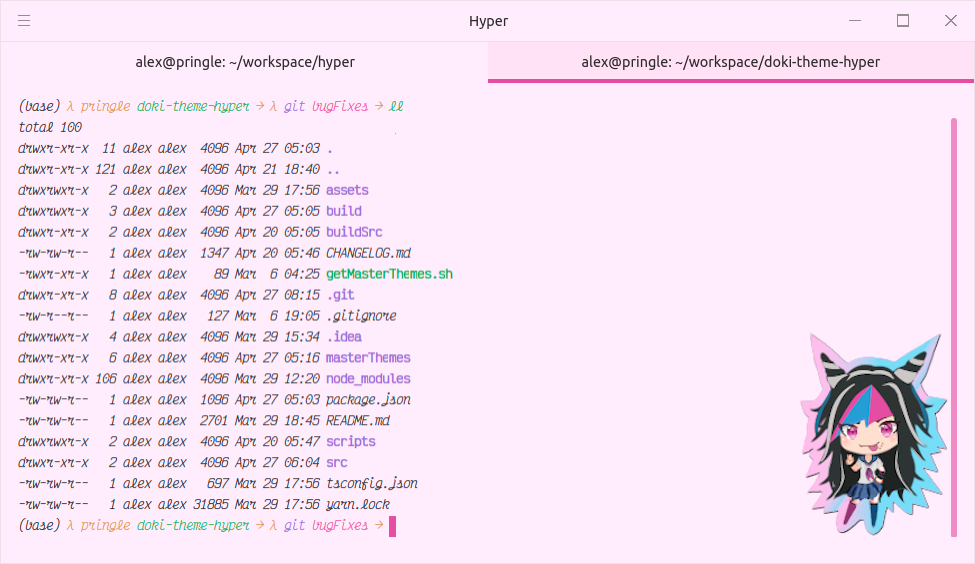 Hyper
alex@pringle: ~/workspace/hyper
alex@pringle: ~/workspace/doki-theme-hyper
(base) λ pringle doki-theme-hyper → λ git bugFixes → ll
total 100
drwxr-xr-x  11 alex alex  4096 Apr 27 05:03 .
drwxr-xr-x 121 alex alex  4096 Apr 21 18:40 ..
drwxrwxr-x   2 alex alex  4096 Mar 29 17:56 assets
drwxrwxr-x   3 alex alex  4096 Apr 27 05:05 build
drwxr-xr-x   2 alex alex  4096 Apr 20 05:05 buildSrc
-rw-rw-r--   1 alex alex  1347 Apr 20 05:46 CHANGELOG.md
-rwxr-xr-x   1 alex alex    89 Mar  6 04:25 getMasterThemes.sh
drwxr-xr-x   8 alex alex  4096 Apr 27 08:15 .git
-rw-r--r--   1 alex alex   127 Mar  6 19:05 .gitignore
drwxrwxr-x   4 alex alex  4096 Mar 29 15:34 .idea
drwxrwxr-x   6 alex alex  4096 Apr 27 05:16 masterThemes
drwxrwxr-x 106 alex alex  4096 Mar 29 12:20 node_modules
-rw-rw-r--   1 alex alex  1096 Apr 27 05:03 package.json
-rw-rw-r--   1 alex alex  2701 Mar 29 18:45 README.md
drwxrwxr-x   2 alex alex  4096 Apr 20 05:47 scripts
drwxr-xr-x   2 alex alex  4096 Apr 27 06:04 src
-rw-rw-r--   1 alex alex   697 Mar 29 17:56 tsconfig.json
-rw-rw-r--   1 alex alex 31885 Mar 29 17:56 yarn.lock
(base) λ pringle doki-theme-hyper → λ git bugFixes →